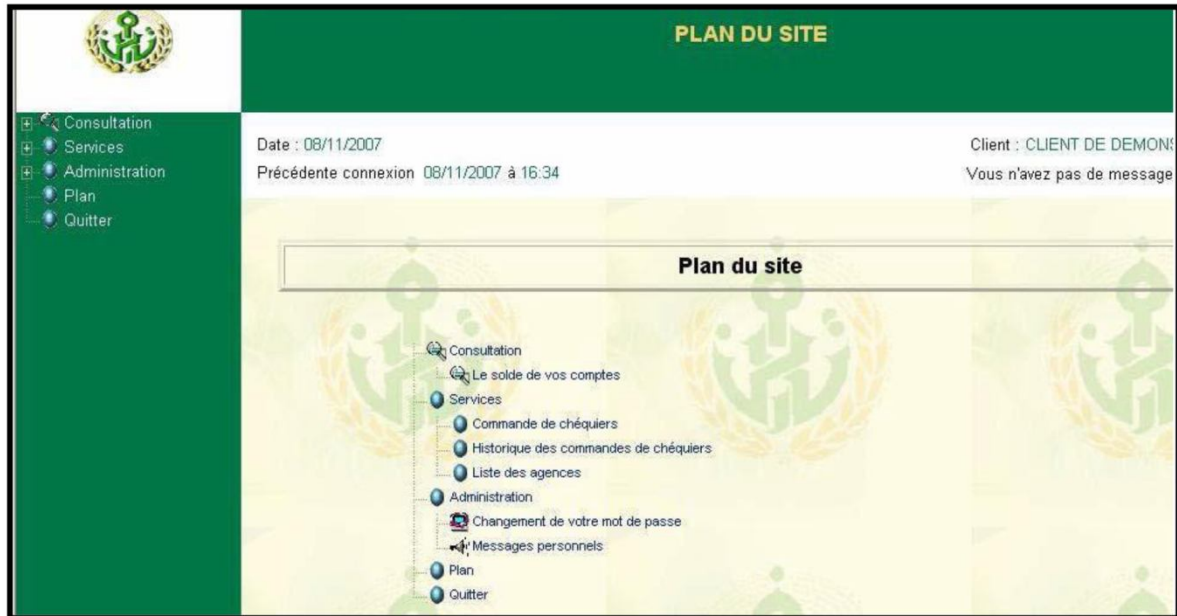 PLAN DU SITE
Consultation
Services
Administration
Plan
Quitter
Date : 08/11/2007
Client : CLIENT DE DEMONS
Précédente connexion 08/11/2007 à 16:34
Vous n'avez pas de message
Plan du site
Consultation
Le solde de vos comptes
Services
Commande de chéquiers
Historique des commandes de chéquiers
Liste des agences
Administration
Changement de votre mot de passe
Messages personnels
Plan
Quitter